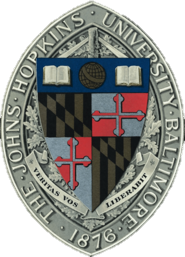 THE·JOHNS·HOPKINS·UNIVERSITY·BALTIMORE·
·1876·
VERITAS VOS
LIBERABIT